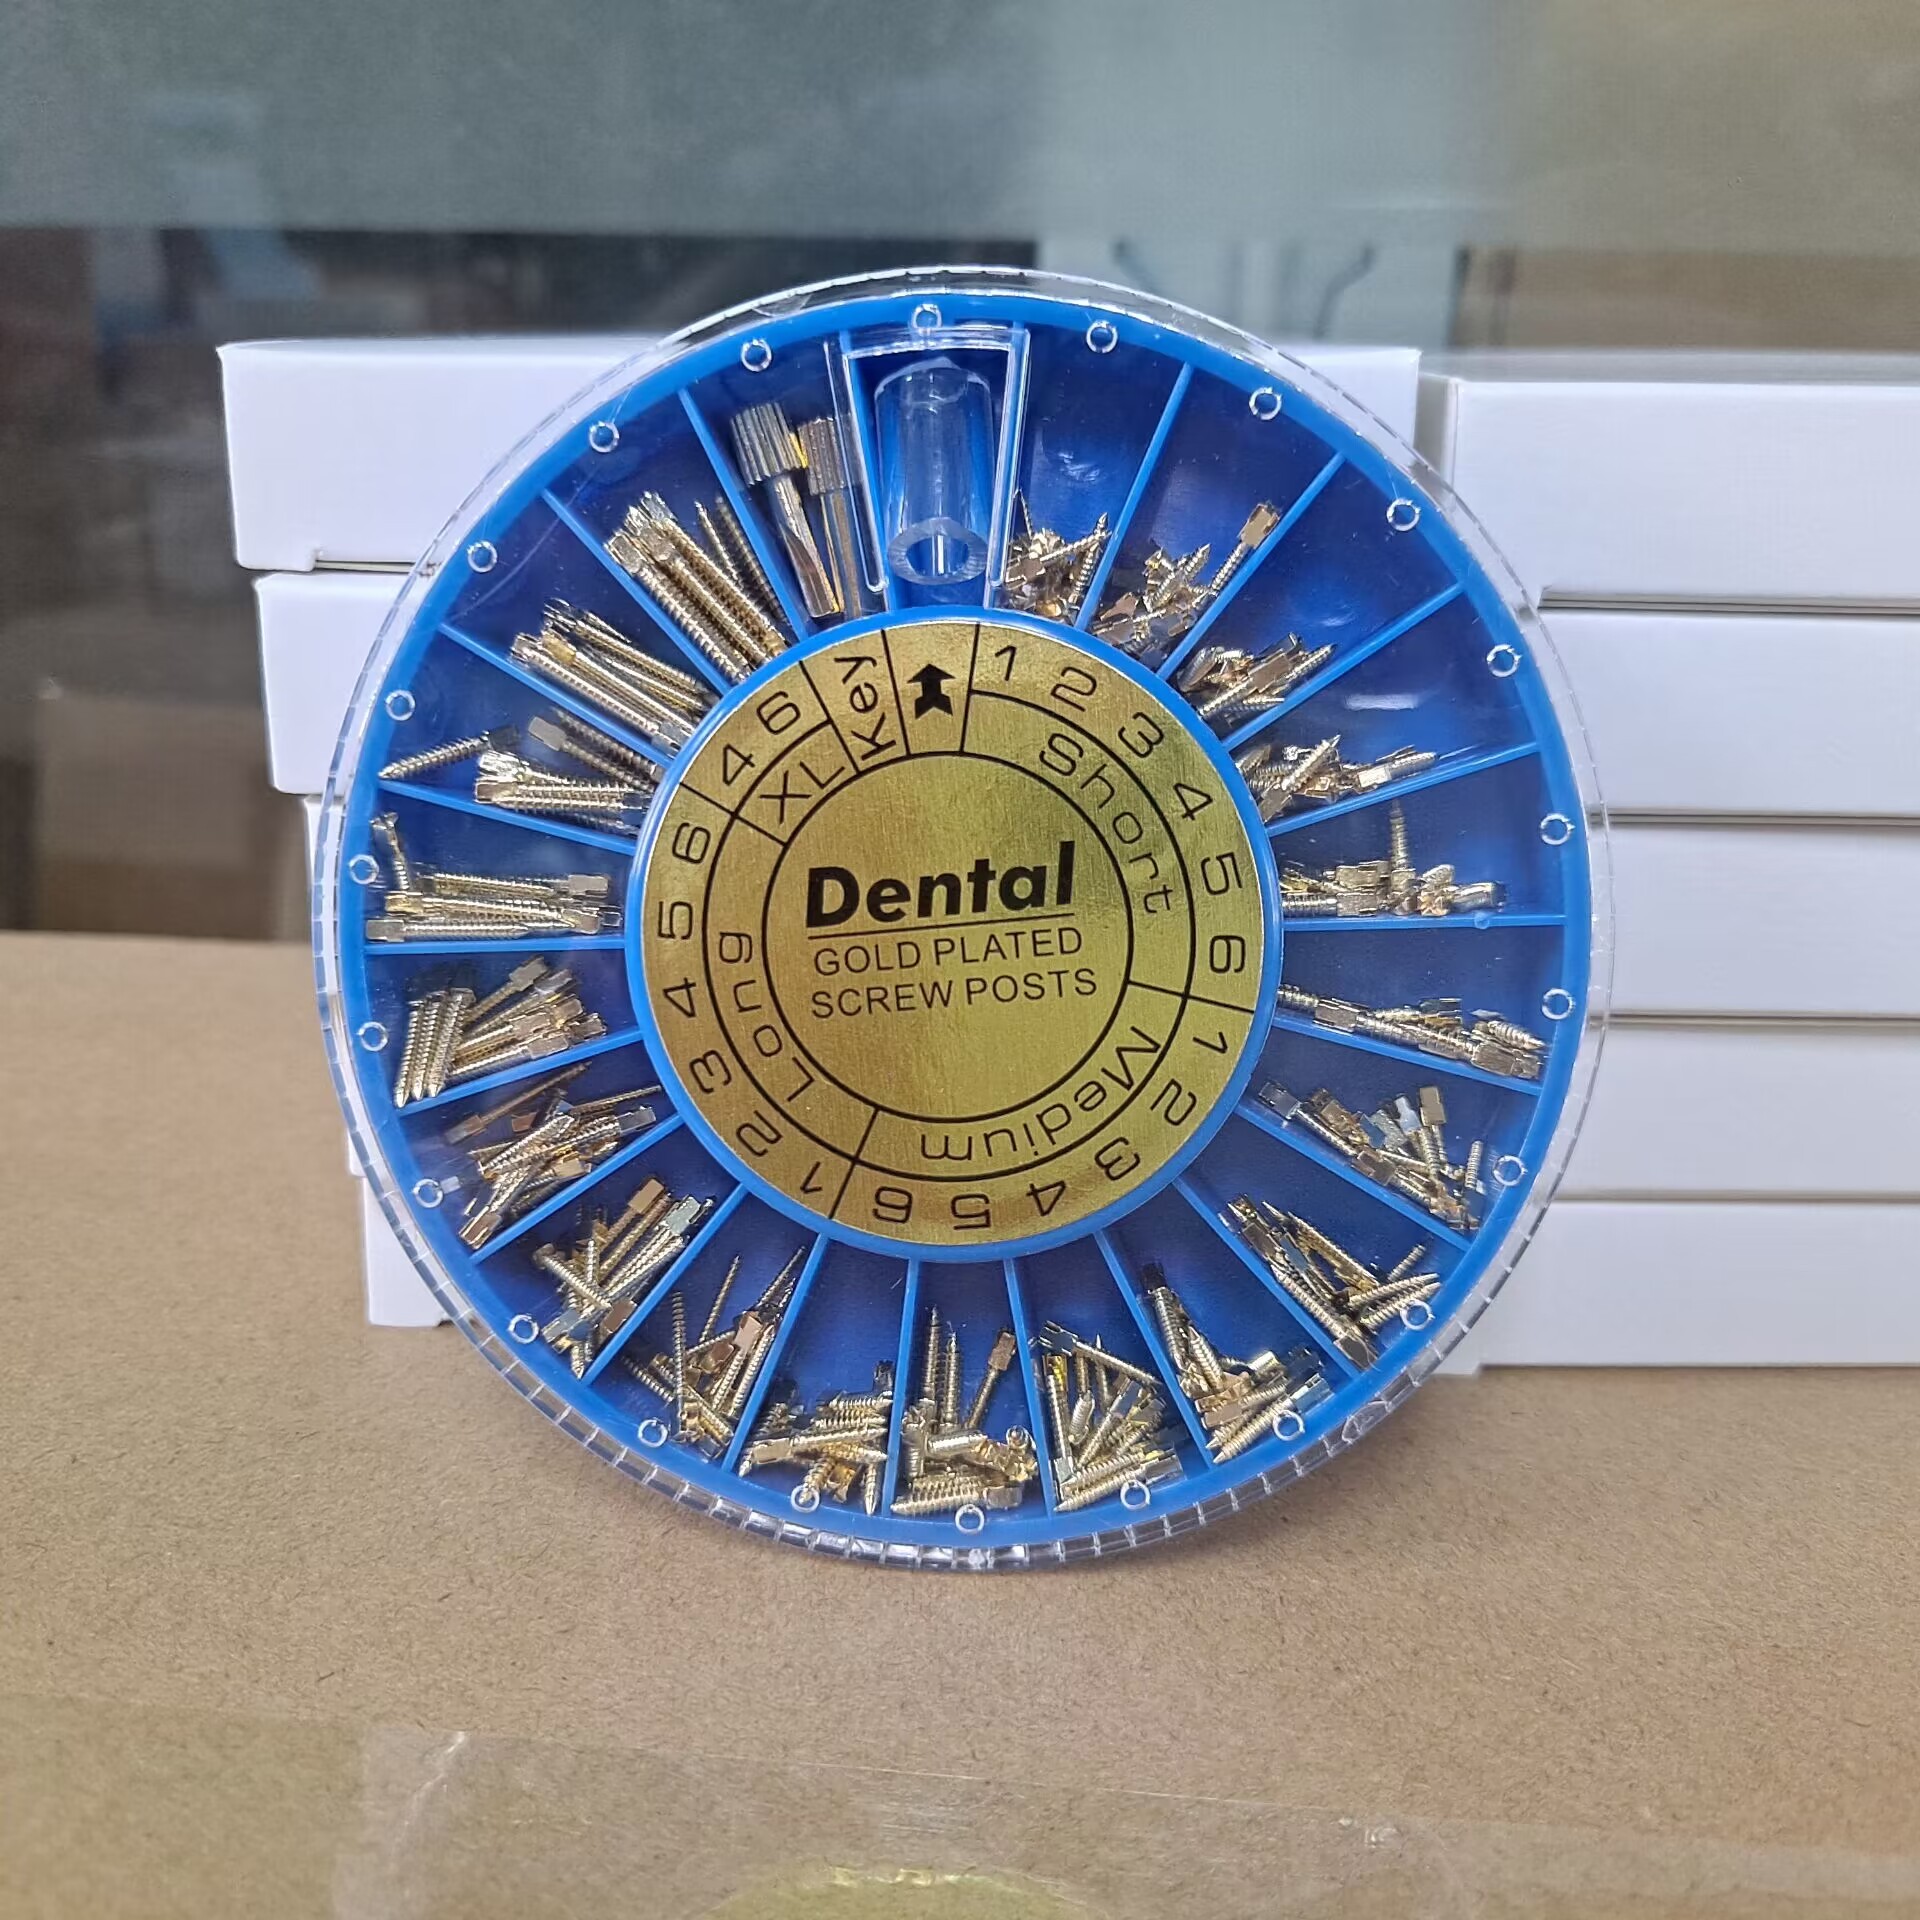 Dental
GOLD PLATED
SCREW POSTS
1 2 3 4 5 6
Short
1 2 3 4 5 6
Medium
1 2 3 4 5 6
Long
4 6
XL
Key